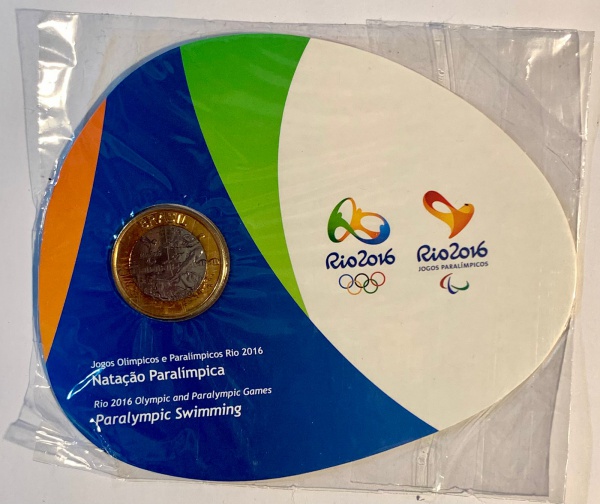 BRASIL
Rio2016
Rio2016
JOGOS PARALÍMPICOS
Jogos Olímpicos e Paralímpicos Rio 2016
Natação Paralímpica
Rio 2016 Olympic and Paralympic Games
Paralympic Swimming